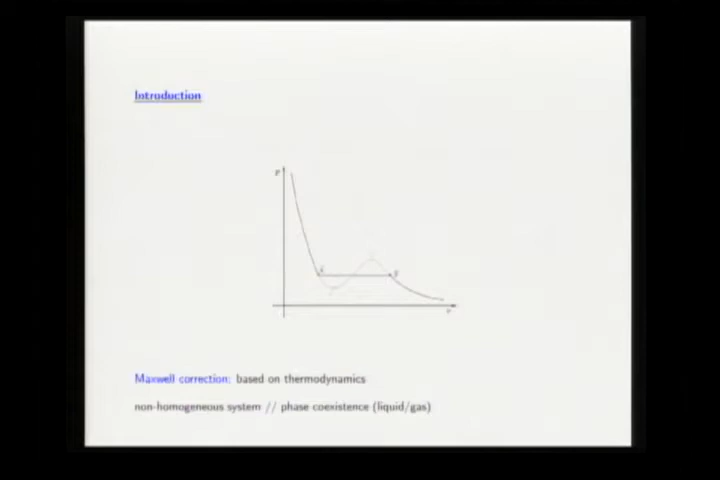 Introduction
P
Maxwell correction: based on thermodynamics
non-homogeneous system // phase coexistence (liquid/gas)